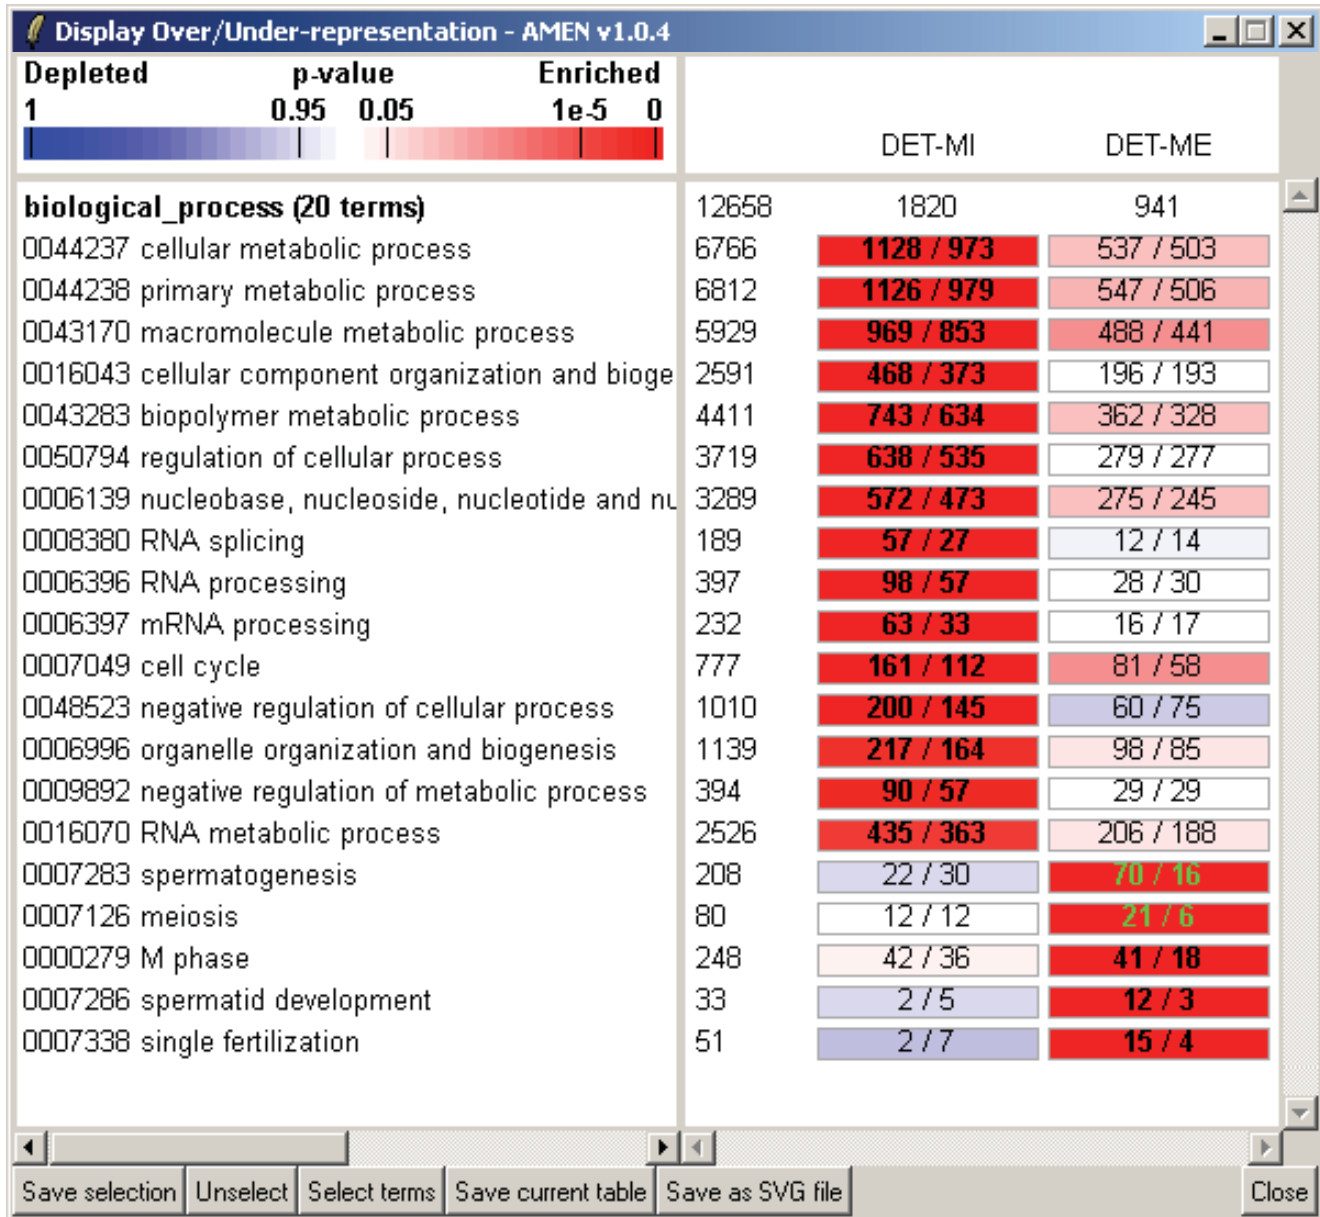 Display Over/Under-representation - AMEN v1.0.4
Depleted p-value Enriched
1 0.95 0.05 1e-5 0
DET-MI DET-ME
biological_process (20 terms) 12658 1820 941
0044237 cellular metabolic process 6766 1128 / 973 537 / 503
0044238 primary metabolic process 6812 1126 / 979 547 / 506
0043170 macromolecule metabolic process 5929 969 / 853 488 / 441
0016043 cellular component organization and bioge 2591 468 / 373 196 / 193
0043283 biopolymer metabolic process 4411 743 / 634 362 / 328
0050794 regulation of cellular process 3719 638 / 535 279 / 277
0006139 nucleobase, nucleoside, nucleotide and nu 3289 572 / 473 275 / 245
0008380 RNA splicing 189 57 / 27 12 / 14
0006396 RNA processing 397 98 / 57 28 / 30
0006397 mRNA processing 232 63 / 33 16 / 17
0007049 cell cycle 777 161 / 112 81 / 58
0048523 negative regulation of cellular process 1010 200 / 145 60 / 75
0006996 organelle organization and biogenesis 1139 217 / 164 98 / 85
0009892 negative regulation of metabolic process 394 90 / 57 29 / 29
0016070 RNA metabolic process 2526 435 / 363 206 / 188
0007283 spermatogenesis 208 22 / 30 70 / 16
0007126 meiosis 80 12 / 12 21 / 6
0000279 M phase 248 42 / 36 41 / 18
0007286 spermatid development 33 2 / 5 12 / 3
0007338 single fertilization 51 2 / 7 15 / 4
Save selection Unselect Select terms Save current table Save as SVG file Close